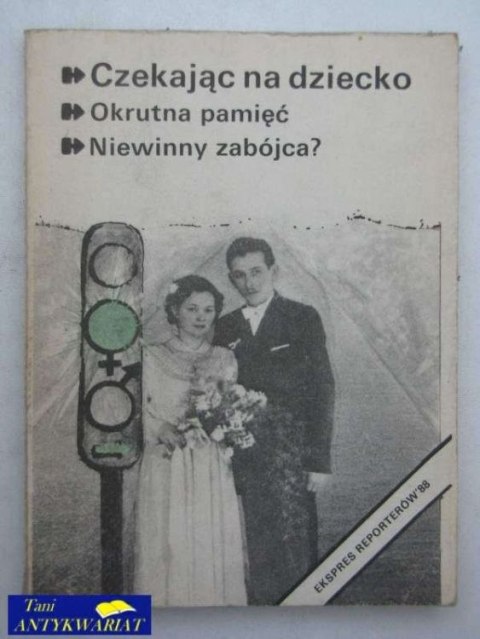 Czekając na dziecko
Okrutna pamięć
Niewinny zabójca?
EKSPRES REPORTERÓW'88
Tani
ANTYKWARIAT